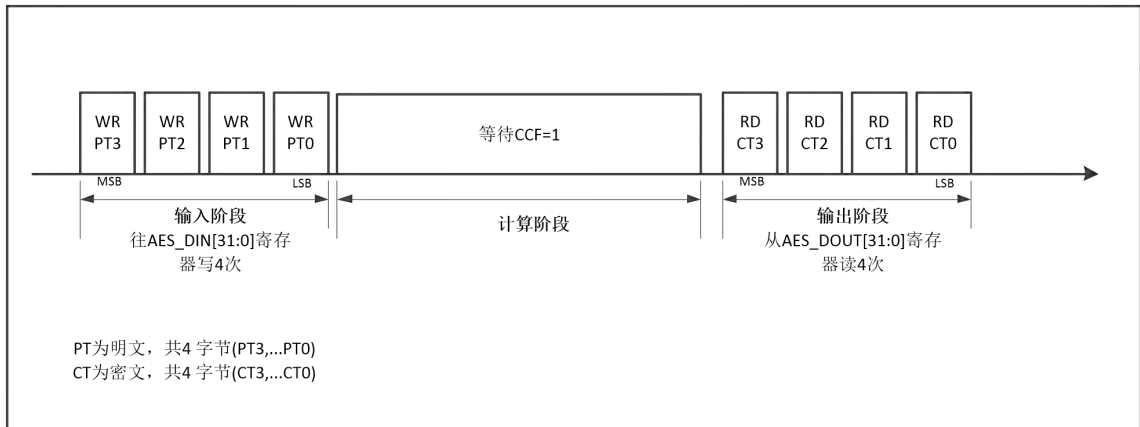 WR PT3
WR PT2
WR PT1
WR PT0
等待CCF=1
RD CT3
RD CT2
RD CT1
RD CT0
MSB
LSB
MSB
LSB
输入阶段
往AES_DIN[31:0]寄存
器写4次
计算阶段
输出阶段
从AES_DOUT[31:0]寄存
器读4次
PT为明文，共4 字节(PT3,...PT0)
CT为密文，共4 字节(CT3,...CT0)